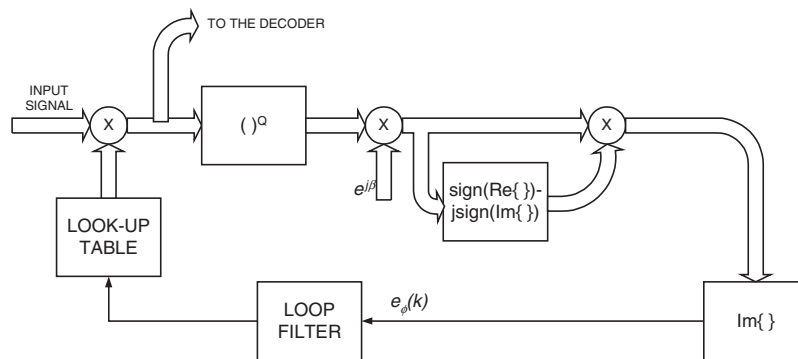 TO THE DECODER
INPUT
SIGNAL
X
( )Q
X
X
e^{jβ}
sign(Re{ })-
jsign(Im{ })
LOOK-UP
TABLE
LOOP
FILTER
e_ϕ(k)
Im{ }